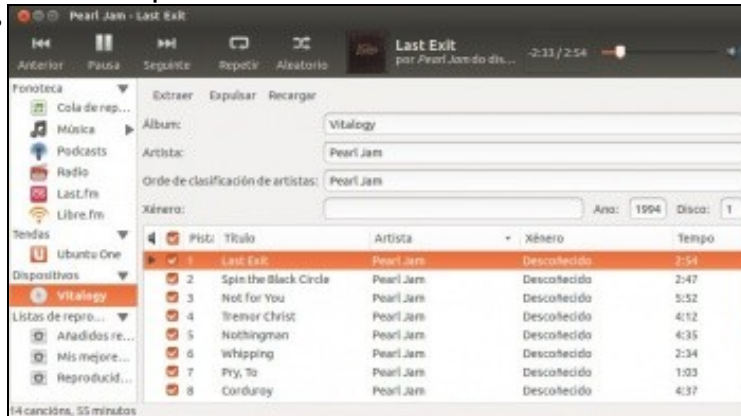 Pearl Jam - Last Exit
Anterior Pausa Seguinte Repetir Aleatorio
Last Exit
por Pearl Jam do dis...
-2:33 / 2:54
Fonoteca
Cola de rep...
Música
Podcasts
Radio
Last.fm
Libre.fm
Tendas
Ubuntu One
Dispositivos
Vitalogy
Listas de repro...
Añadidos re...
Mis mejore...
Reproducid...
Extraer Expulsar Recargar
Álbum: Vitalogy
Artista: Pearl Jam
Orde de clasificación de artistas: Pearl Jam
Xénero: Ano: 1994 Disco: 1
Pista Título Artista Xénero Tempo
1 Last Exit Pearl Jam Descoñecido 2:54
2 Spin the Black Circle Pearl Jam Descoñecido 2:47
3 Not for You Pearl Jam Descoñecido 5:52
4 Tremor Christ Pearl Jam Descoñecido 4:12
5 Nothingman Pearl Jam Descoñecido 4:35
6 Whipping Pearl Jam Descoñecido 2:34
7 Pry, To Pearl Jam Descoñecido 1:03
8 Corduroy Pearl Jam Descoñecido 4:37
14 cancións, 55 minutos